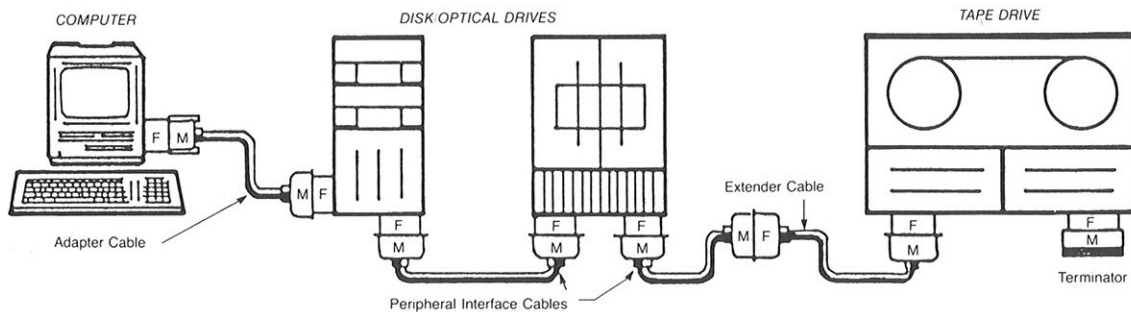 COMPUTER
DISK/OPTICAL DRIVES
TAPE DRIVE
F M
M F
F
M
F
M
F
M
M F
F
M
F
M
Adapter Cable
Peripheral Interface Cables
Extender Cable
Terminator